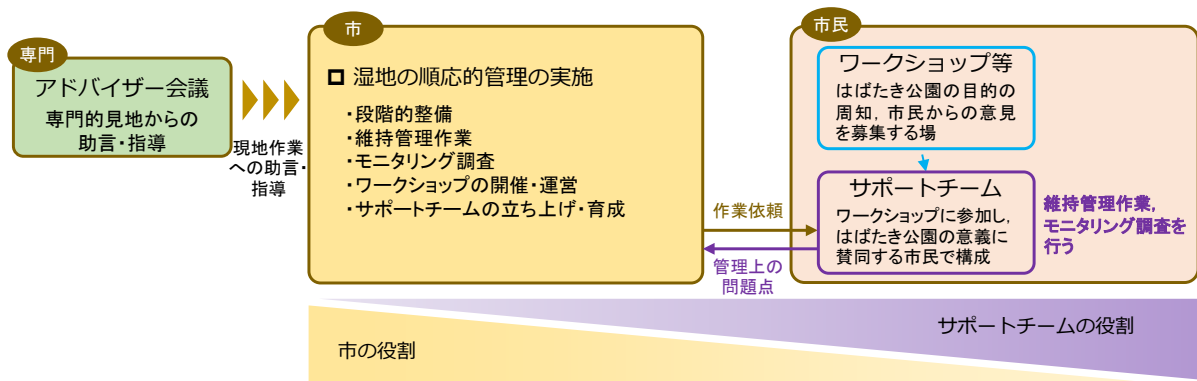 専門
アドバイザー会議
専門的見地からの
助言・指導
現地作業
への助言・
指導
市
湿地の順応的管理の実施
・段階的整備
・維持管理作業
・モニタリング調査
・ワークショップの開催・運営
・サポートチームの立ち上げ・育成
作業依頼
管理上の
問題点
市民
ワークショップ等
はばたき公園の目的の
周知，市民からの意見
を募集する場
サポートチーム
ワークショップに参加し，
はばたき公園の意義に
賛同する市民で構成
維持管理作業，
モニタリング調査を
行う
サポートチームの役割
市の役割